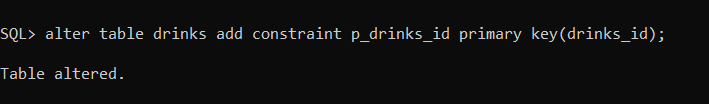 SQL> alter table drinks add constraint p_drinks_id primary key(drinks_id);
Table altered.